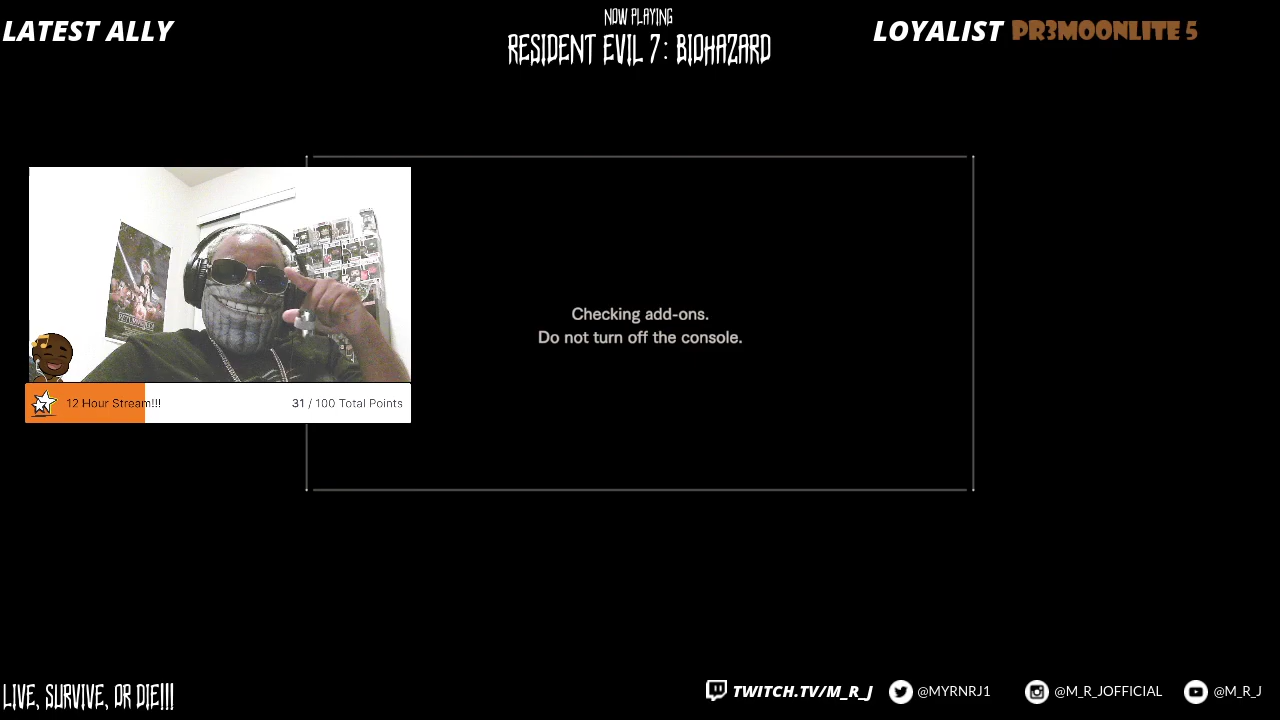 LATEST ALLY
NOW PLAYING
RESIDENT EVIL 7: BIOHAZARD
LOYALIST PR3MOONLITE 5
Checking add-ons.
Do not turn off the console.
12 Hour Stream!!!
31 / 100 Total Points
LIVE, SURVIVE, OR DIE!!!
TWITCH.TV/M_R_J
@MYRNRJ1
@M_R_JOFFICIAL
@M_R_J